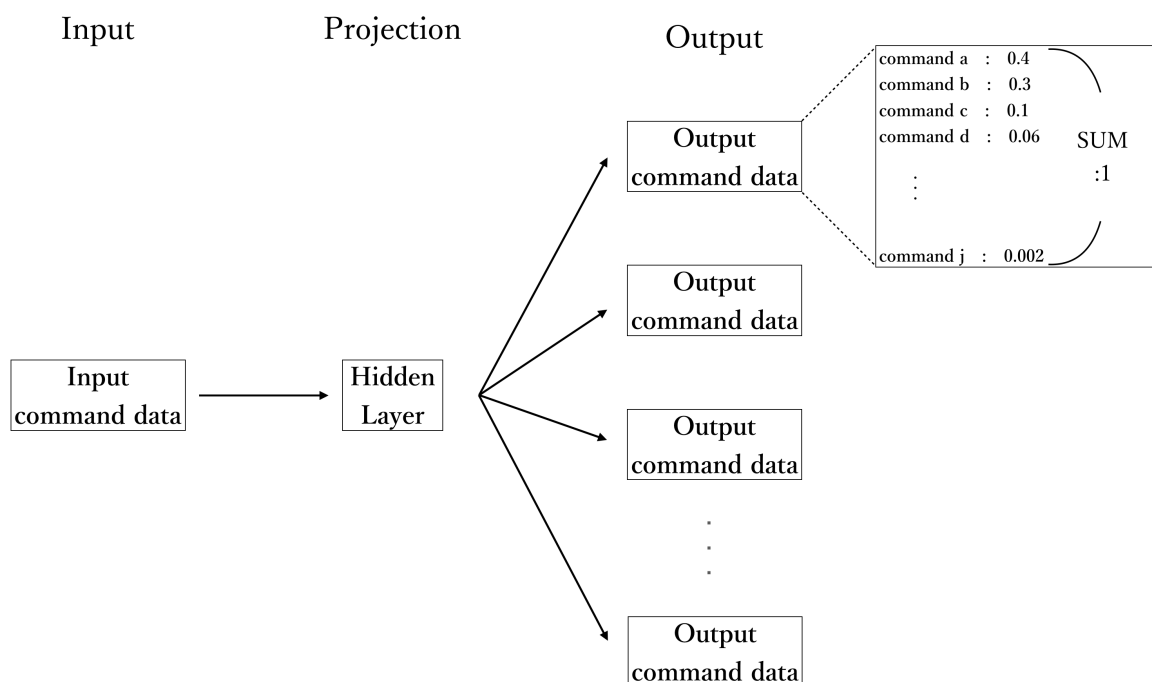 Input
Projection
Output
command a : 0.4
command b : 0.3
command c : 0.1
command d : 0.06
SUM
:1
command j : 0.002
Output
command data
Output
command data
Input
command data
Hidden
Layer
Output
command data
Output
command data